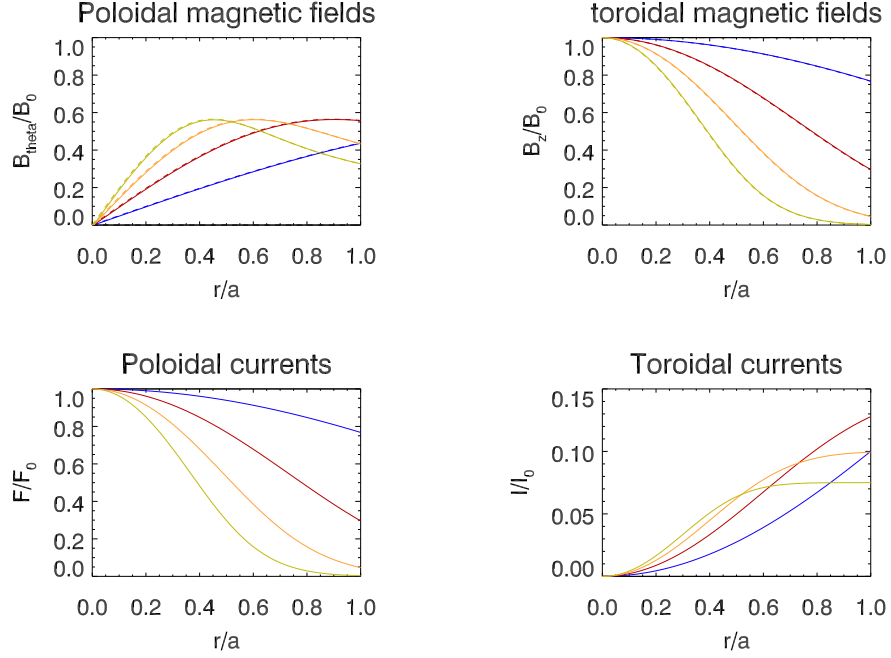 Poloidal magnetic fields
1.0
0.8
0.6
0.4
0.2
0.0
B_theta/B_0
0.0 0.2 0.4 0.6 0.8 1.0
r/a
toroidal magnetic fields
1.0
0.8
0.6
0.4
0.2
0.0
B_z/B_0
0.0 0.2 0.4 0.6 0.8 1.0
r/a
Poloidal currents
1.0
0.8
0.6
0.4
0.2
0.0
F/F_0
0.0 0.2 0.4 0.6 0.8 1.0
r/a
Toroidal currents
0.15
0.10
0.05
0.00
I/I_0
0.0 0.2 0.4 0.6 0.8 1.0
r/a